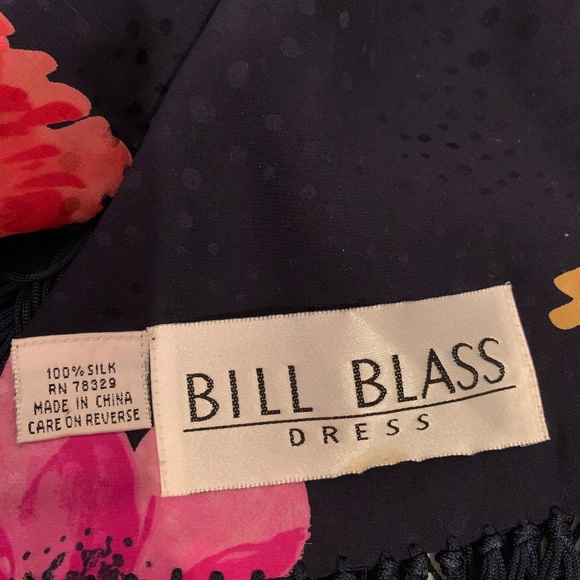 100% SILK
RN 78329
MADE IN CHINA
CARE ON REVERSE
BILL BLASS
DRESS